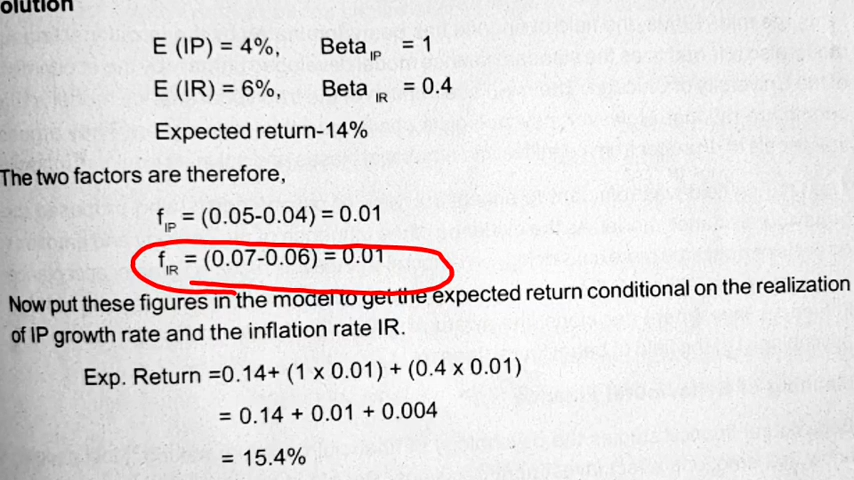 olution
E (IP) = 4%, Beta IP = 1
E (IR) = 6%, Beta IR = 0.4
Expected return-14%
The two factors are therefore,
f IP = (0.05-0.04) = 0.01
f IR = (0.07-0.06) = 0.01
Now put these figures in the model to get the expected return conditional on the realization
of IP growth rate and the inflation rate IR.
Exp. Return =0.14+ (1 x 0.01) + (0.4 x 0.01)
= 0.14 + 0.01 + 0.004
= 15.4%